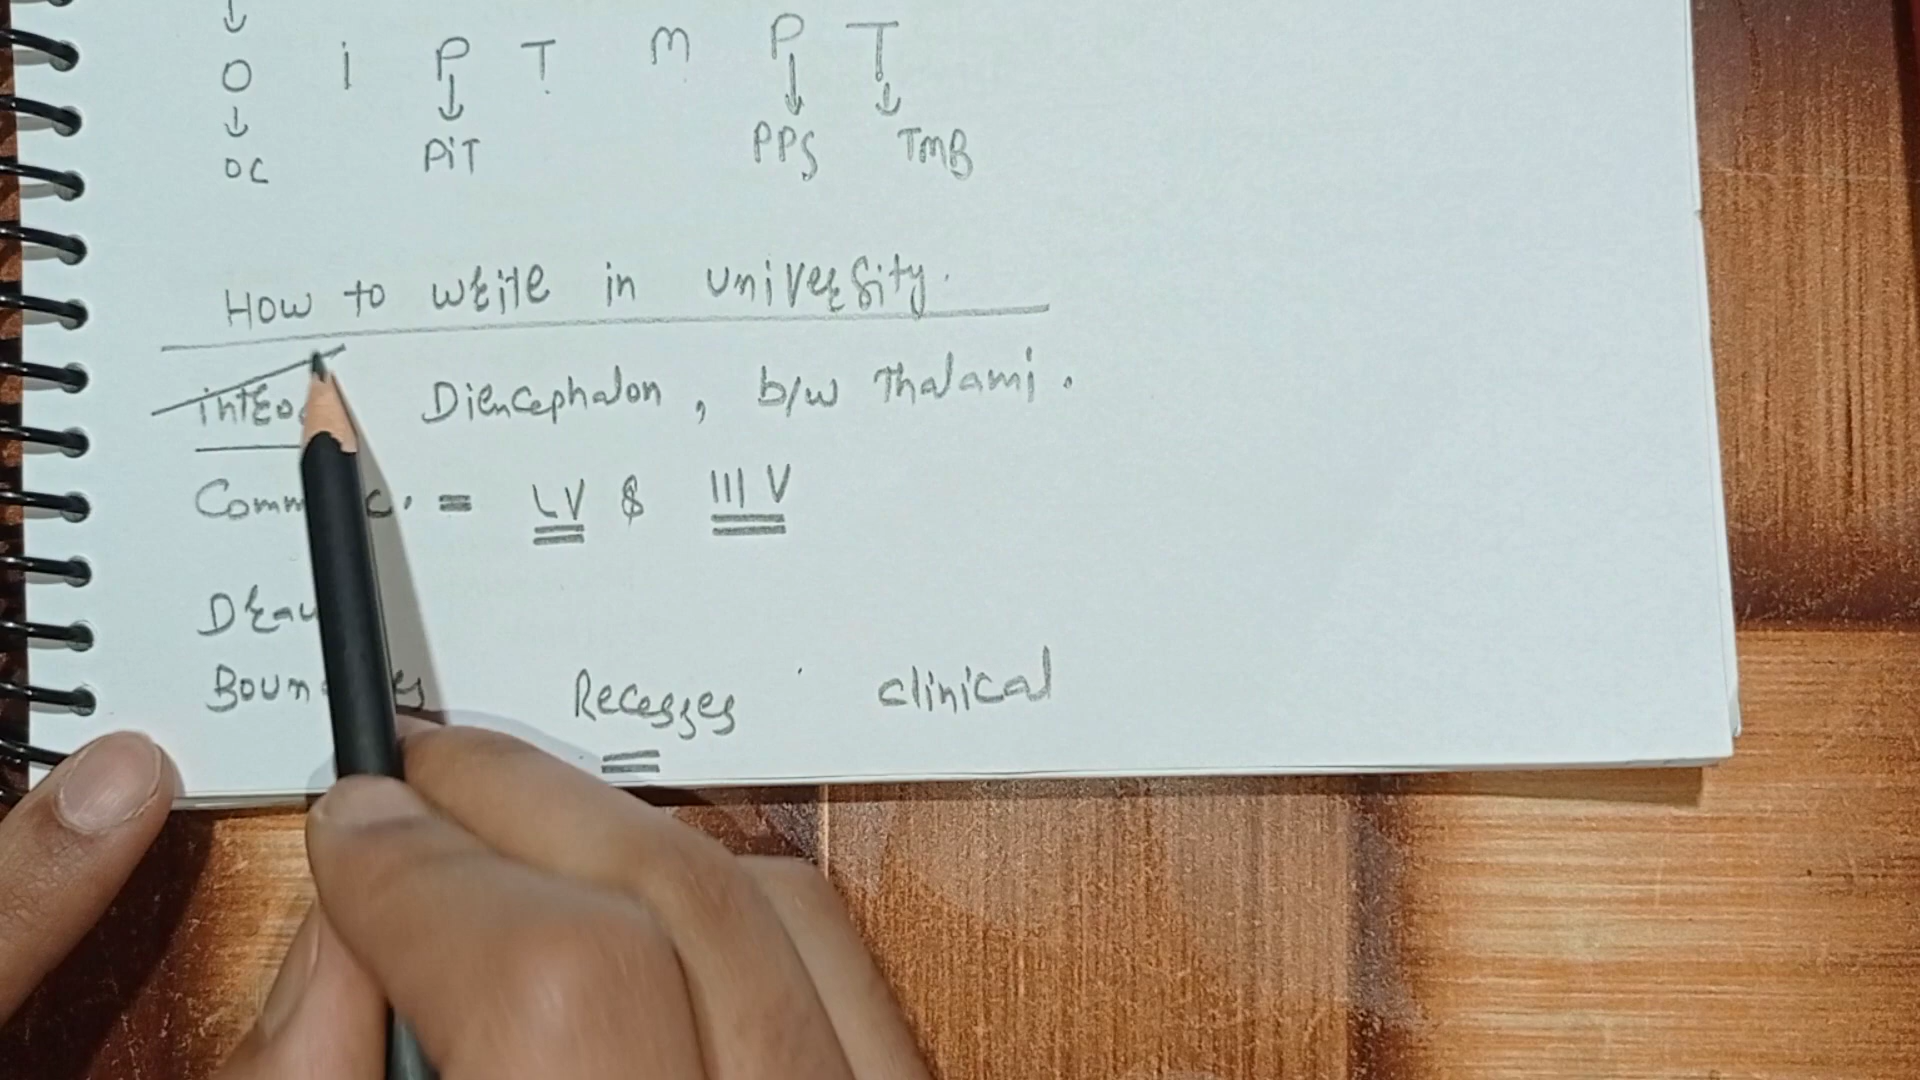 O i P T M P T
OC PiT PPS TMB
How to write in university.
Diencephalon, b/w Thalami.
= LV & III V
Recesses clinical